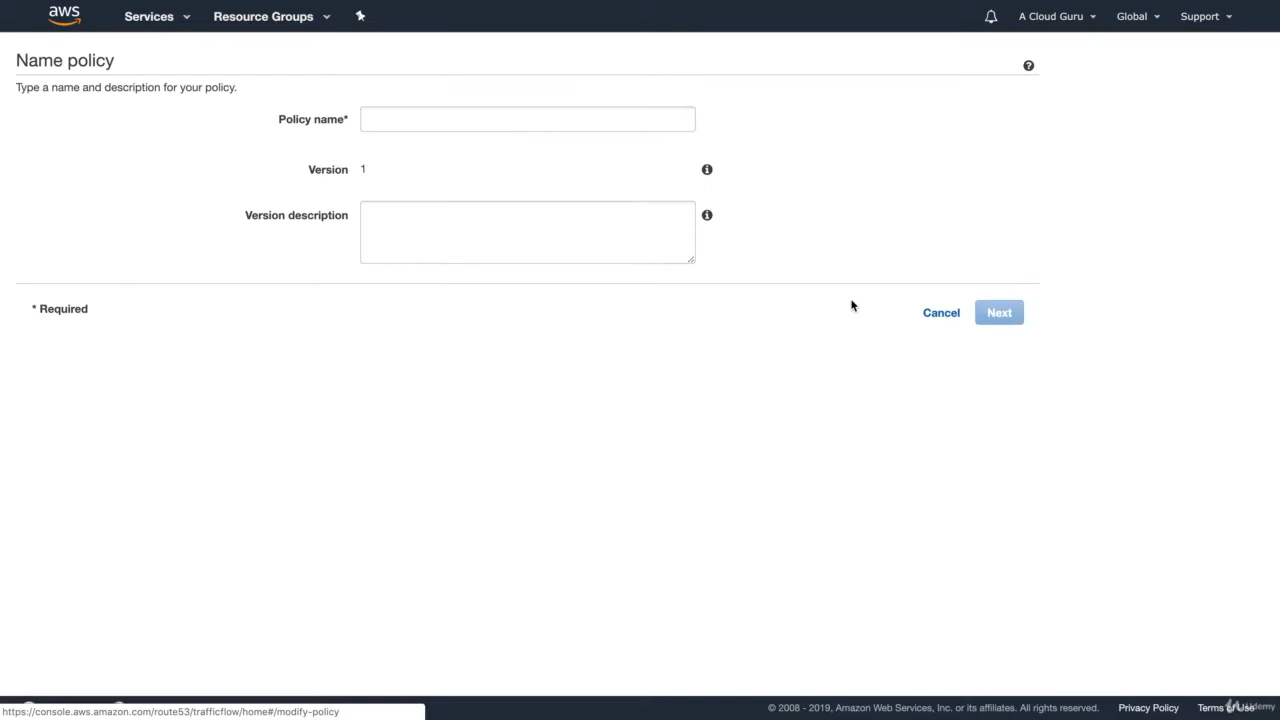 aws Services Resource Groups A Cloud Guru Global Support
Name policy
Type a name and description for your policy.
Policy name*
Version 1
Version description
* Required Cancel Next
https://console.aws.amazon.com/route53/trafficflow/home#/modify-policy © 2008 - 2019, Amazon Web Services, Inc. or its affiliates. All rights reserved. Privacy Policy Terms of Use
Udemy